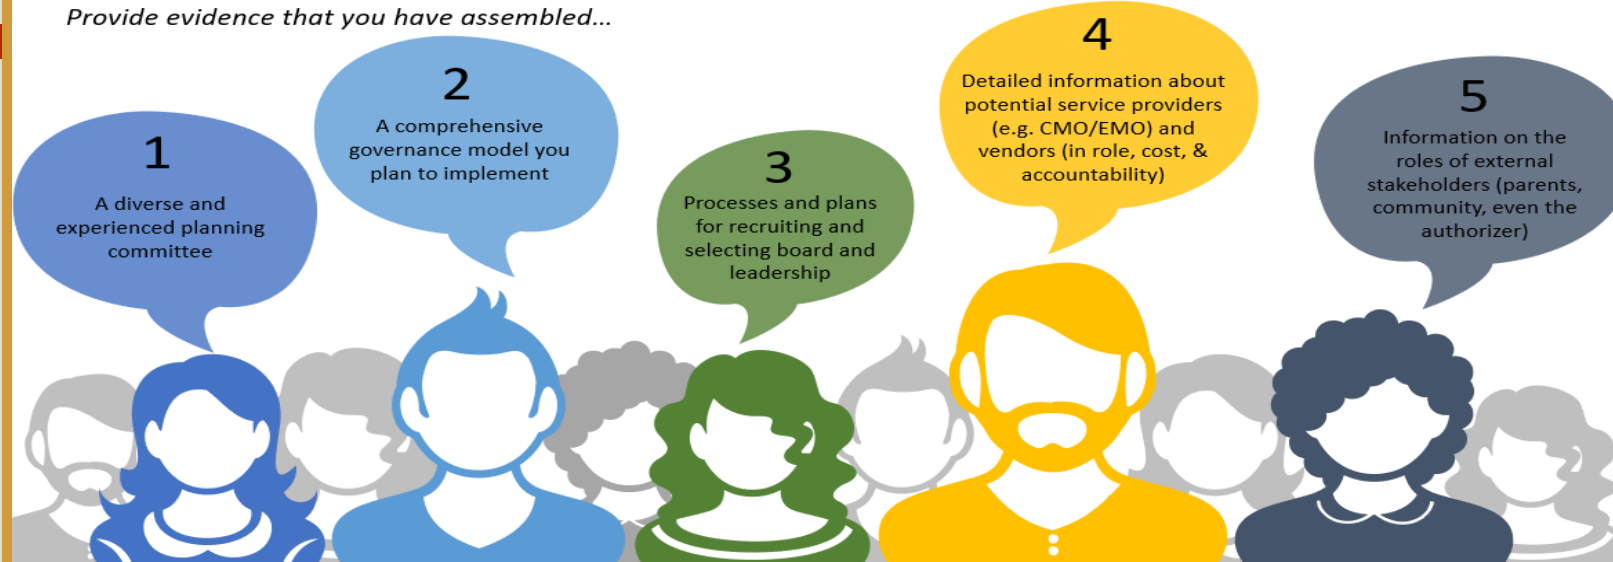 Provide evidence that you have assembled...
1
A diverse and
experienced planning
committee
2
A comprehensive
governance model you
plan to implement
3
Processes and plans
for recruiting and
selecting board and
leadership
4
Detailed information about
potential service providers
(e.g. CMO/EMO) and
vendors (in role, cost, &
accountability)
5
Information on the
roles of external
stakeholders (parents,
community, even the
authorizer)